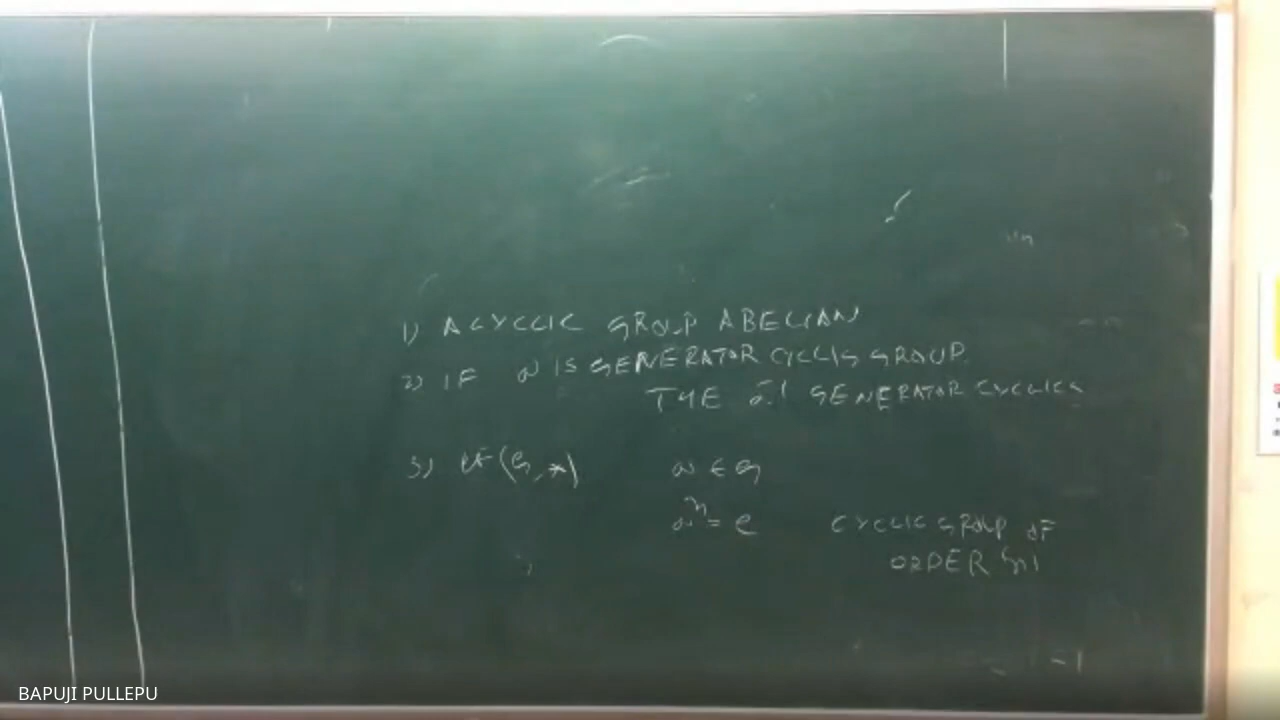 1) A CYCLIC GROUP ABELIAN
2) IF a IS GENERATOR CYCLIC GROUP
THE a⁻¹ GENERATOR CYCLIC
3) IF (G, *) a ∈ G
aⁿ = e CYCLIC GROUP OF
ORDER
-1
BAPUJI PULLEPU